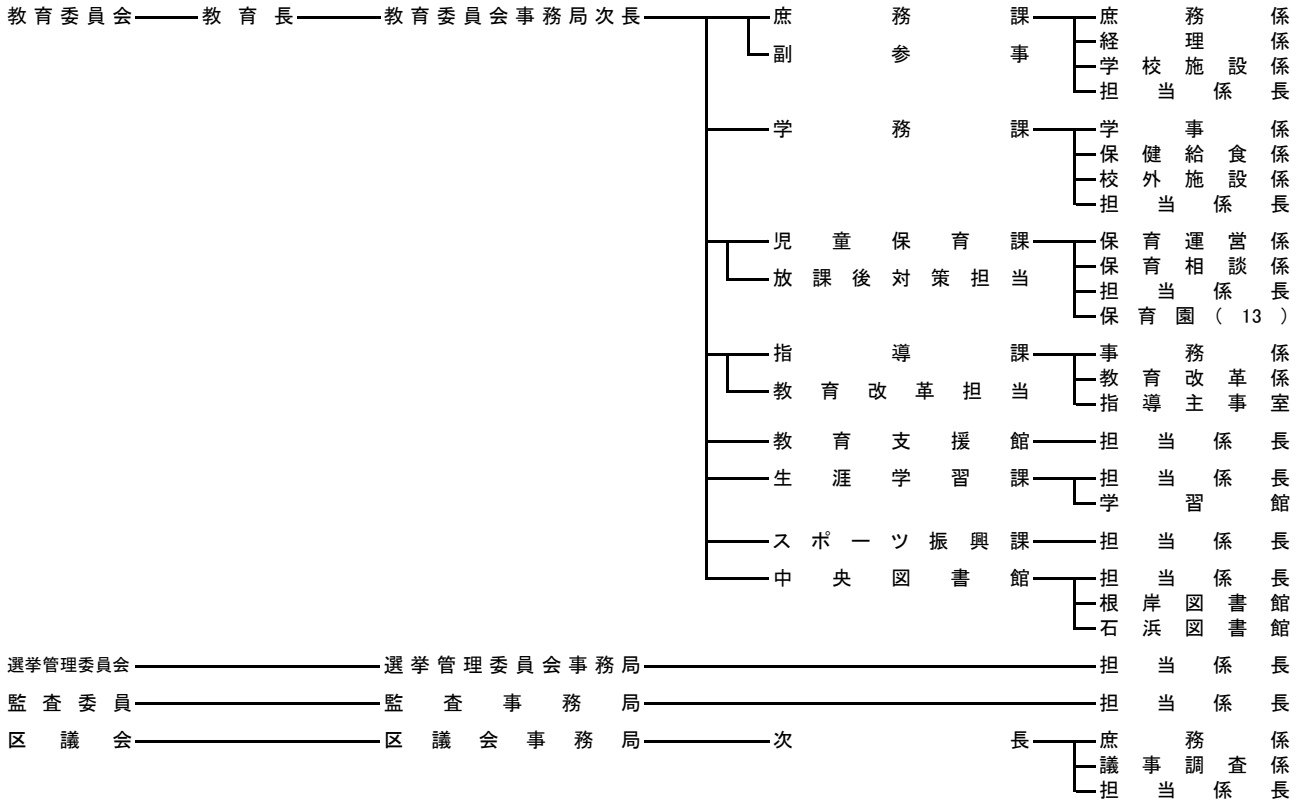 教育委員会 教育長 教育委員会事務局次長 庶務課 庶務係
経理係
副参事
学校施設係
担当係長
学務課 学事係
保健給食係
校外施設係
担当係長
児童保育課 保育運営係
保育相談係
放課後対策担当
担当係長
保育園(13)
指導課 事務係
教育改革係
教育改革担当
指導主事室
教育支援館 担当係長
生涯学習課 担当係長
学習館
スポーツ振興課 担当係長
中央図書館 担当係長
根岸図書館
石浜図書館
選挙管理委員会 選挙管理委員会事務局 担当係長
監査委員 監査事務局 担当係長
区議会 区議会事務局 次長 庶務係
議事調査係
担当係長